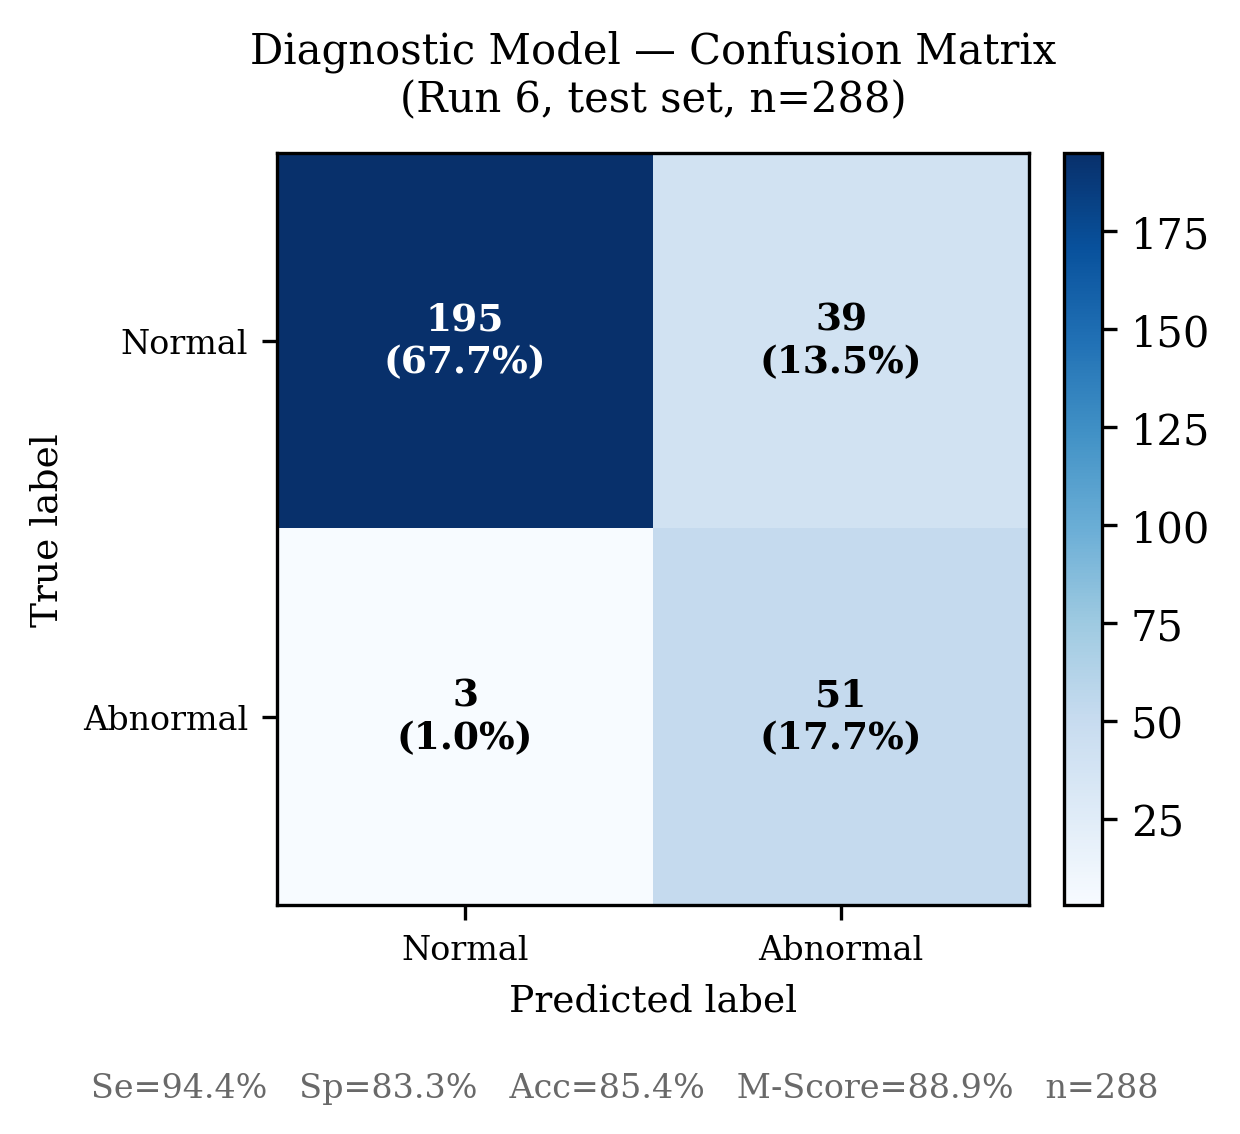 Diagnostic Model — Confusion Matrix
(Run 6, test set, n=288)
195
(67.7%)
39
(13.5%)
3
(1.0%)
51
(17.7%)
Normal
Abnormal
True label
Normal
Abnormal
Predicted label
175
150
125
100
75
50
25
Se=94.4% Sp=83.3% Acc=85.4% M-Score=88.9% n=288